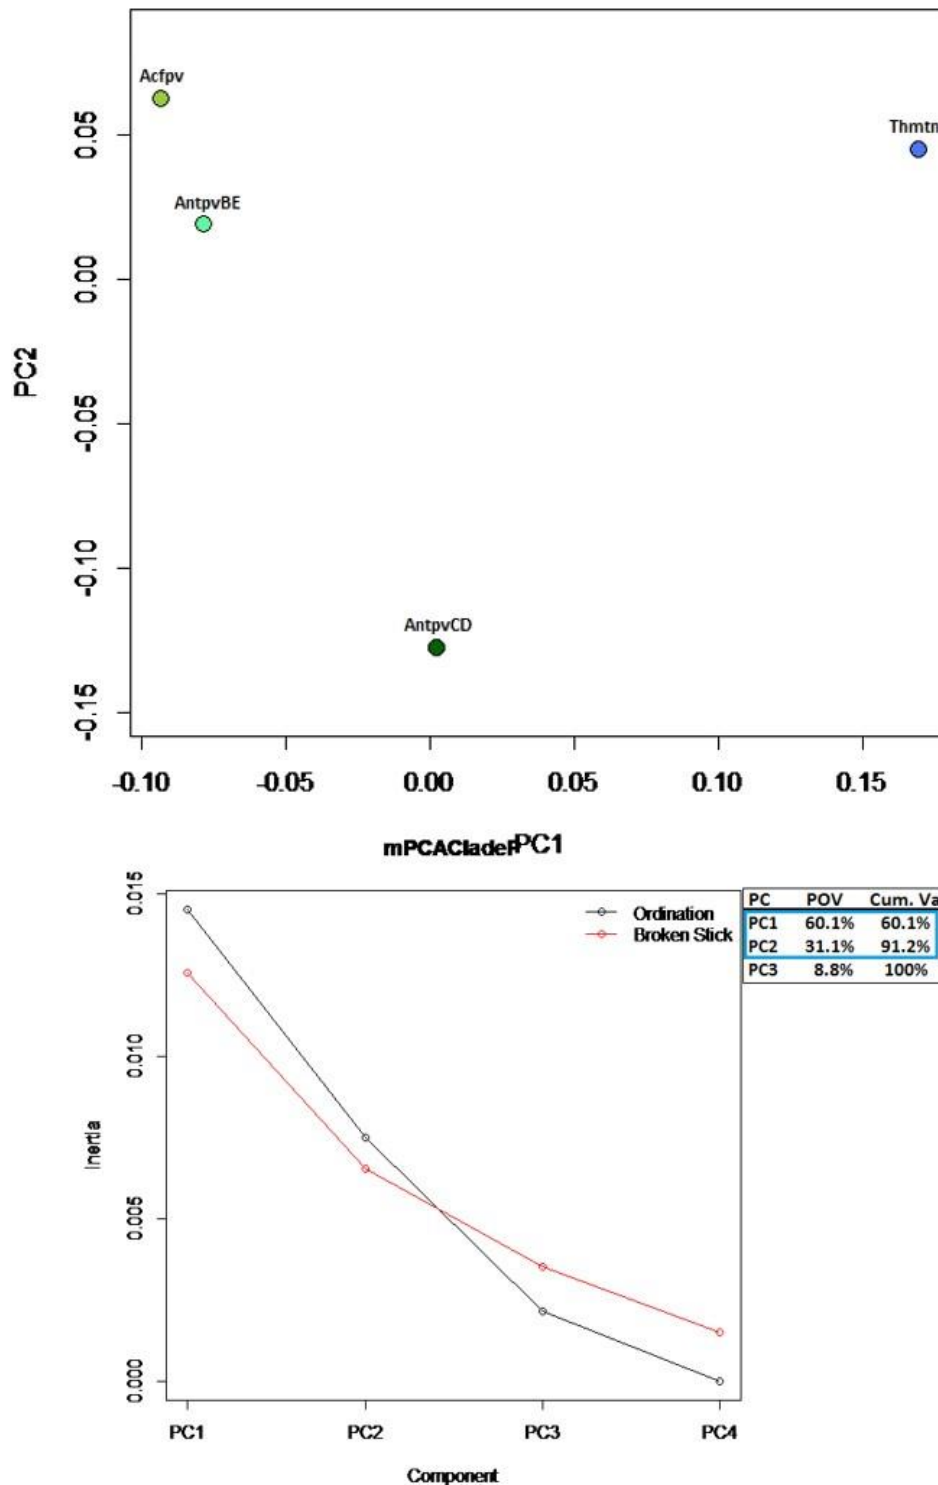 Acfpv
Thmtm
AntpvBE
AntpvCD
0.05
0.00
-0.05
-0.10
-0.15
PC2
-0.10 -0.05 0.00 0.05 0.10 0.15
PC1
mPCACladeP
Ordination
Broken Stick
PC POV Cum. Va
PC1 60.1% 60.1%
PC2 31.1% 91.2%
PC3 8.8% 100%
0.015
0.010
0.005
0.000
Inertia
PC1 PC2 PC3 PC4
Component